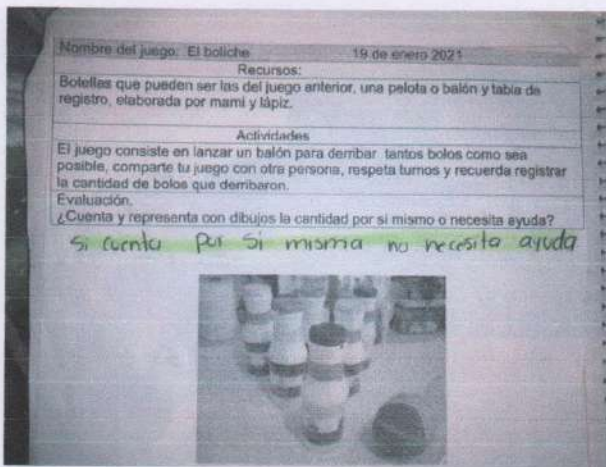 Nombre del juego: El boliche 19 de enero 2021
Recursos:
Botellas que pueden ser las del juego anterior, una pelota o balón y tabla de
registro, elaborada por mami y lápiz.
Actividades
El juego consiste en lanzar un balón para derribar tantos bolos como sea
posible, comparte tu juego con otra persona, respeta turnos y recuerda registrar
la cantidad de bolos que derribaron.
Evaluación.
¿Cuenta y representa con dibujos la cantidad por si mismo o necesita ayuda?
Si cuenta por si misma no necesita ayuda